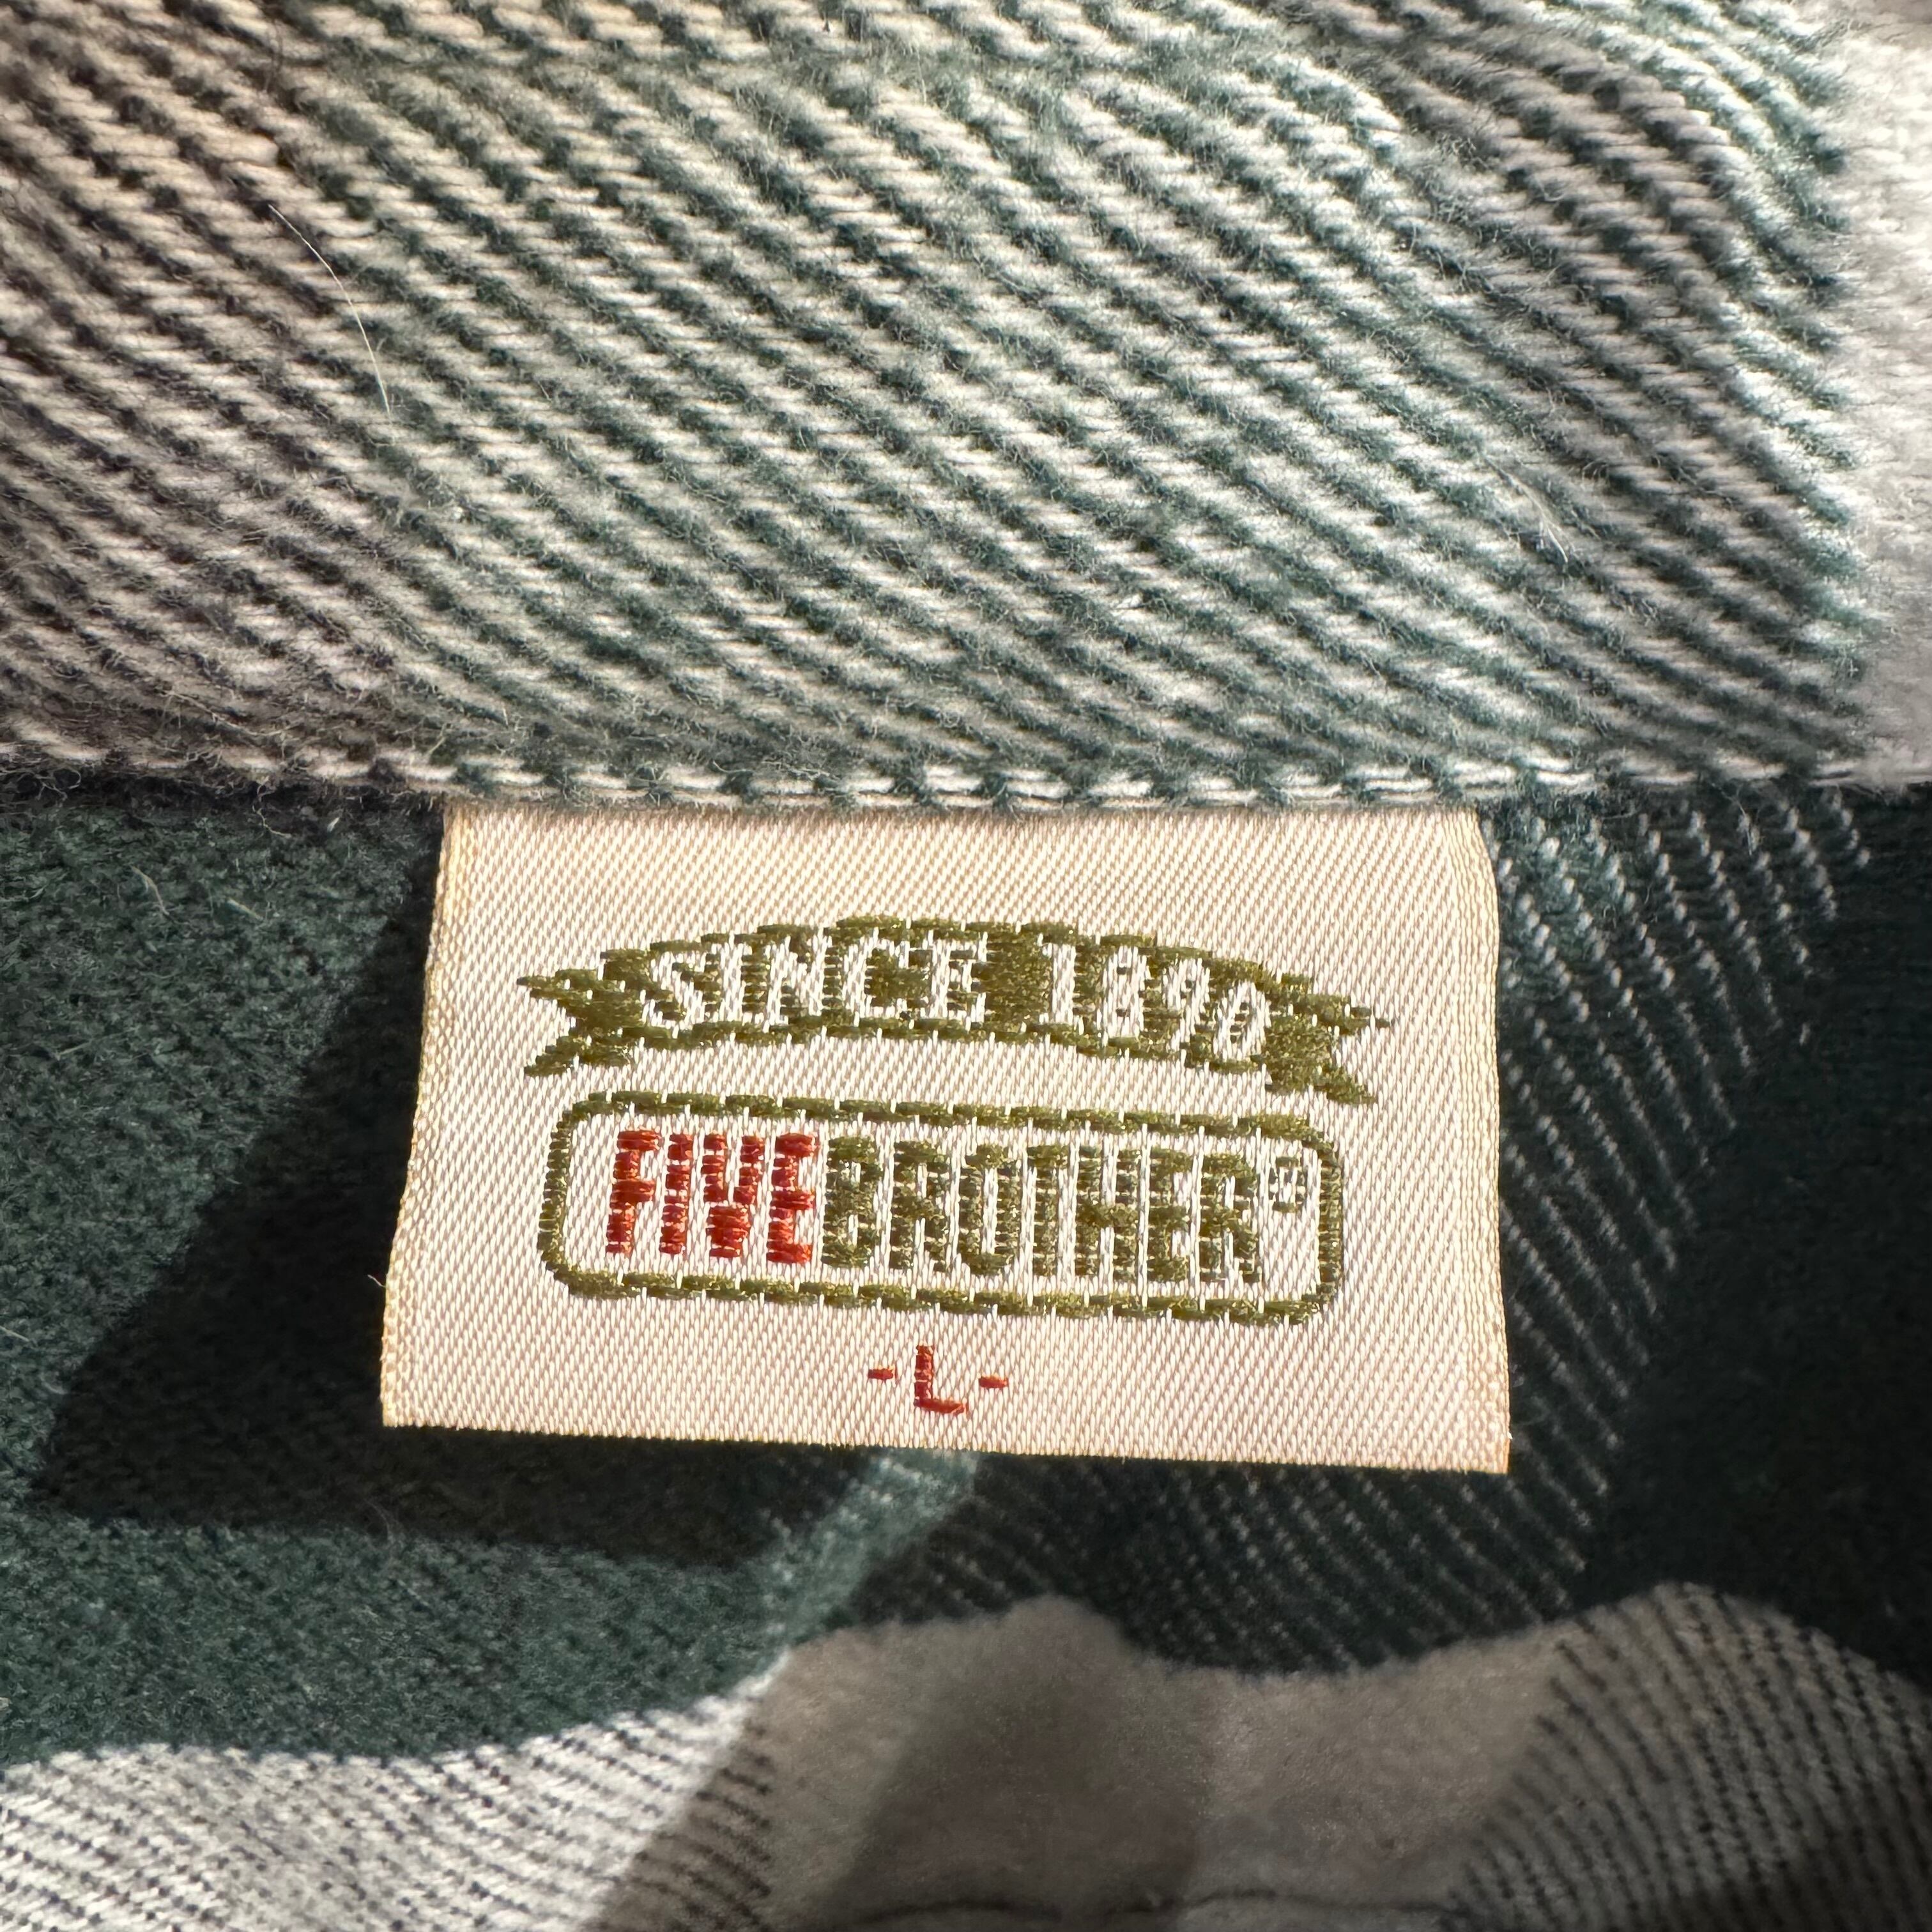 SINCE 1890
FIVEBROTHER®
-L-